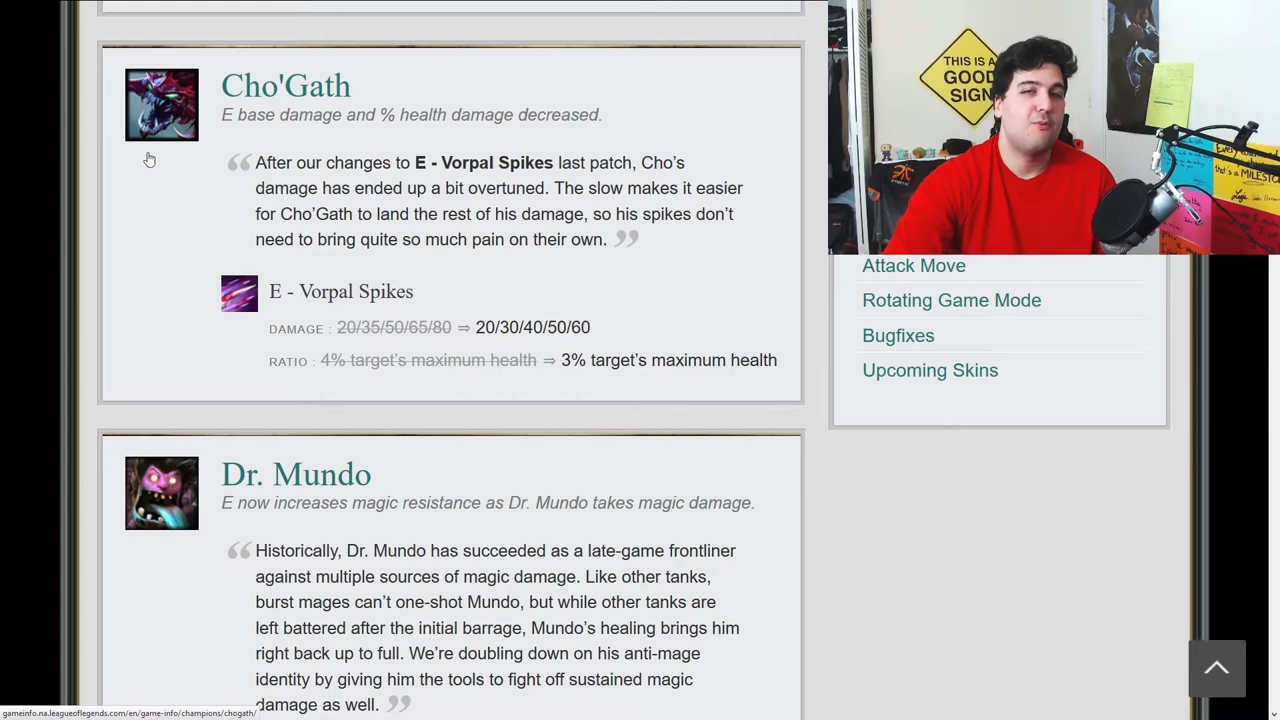 Cho'Gath
E base damage and % health damage decreased.
After our changes to E - Vorpal Spikes last patch, Cho's
damage has ended up a bit overtuned. The slow makes it easier
for Cho'Gath to land the rest of his damage, so his spikes don't
need to bring quite so much pain on their own.
E - Vorpal Spikes
DAMAGE : 20/35/50/65/80 ⇒ 20/30/40/50/60
RATIO : 4% target's maximum health ⇒ 3% target's maximum health
Dr. Mundo
E now increases magic resistance as Dr. Mundo takes magic damage.
Historically, Dr. Mundo has succeeded as a late-game frontliner
against multiple sources of magic damage. Like other tanks,
burst mages can't one-shot Mundo, but while other tanks are
left battered after the initial barrage, Mundo's healing brings him
right back up to full. We're doubling down on his anti-mage
identity by giving him the tools to fight off sustained magic
damage as well.
THIS IS A
GOOD
SIGN
FNATIC
that's a MILESTONE
Attack Move
Rotating Game Mode
Bugfixes
Upcoming Skins
gameinfo.na.leagueoflegends.com/en/game-info/champions/chogath/